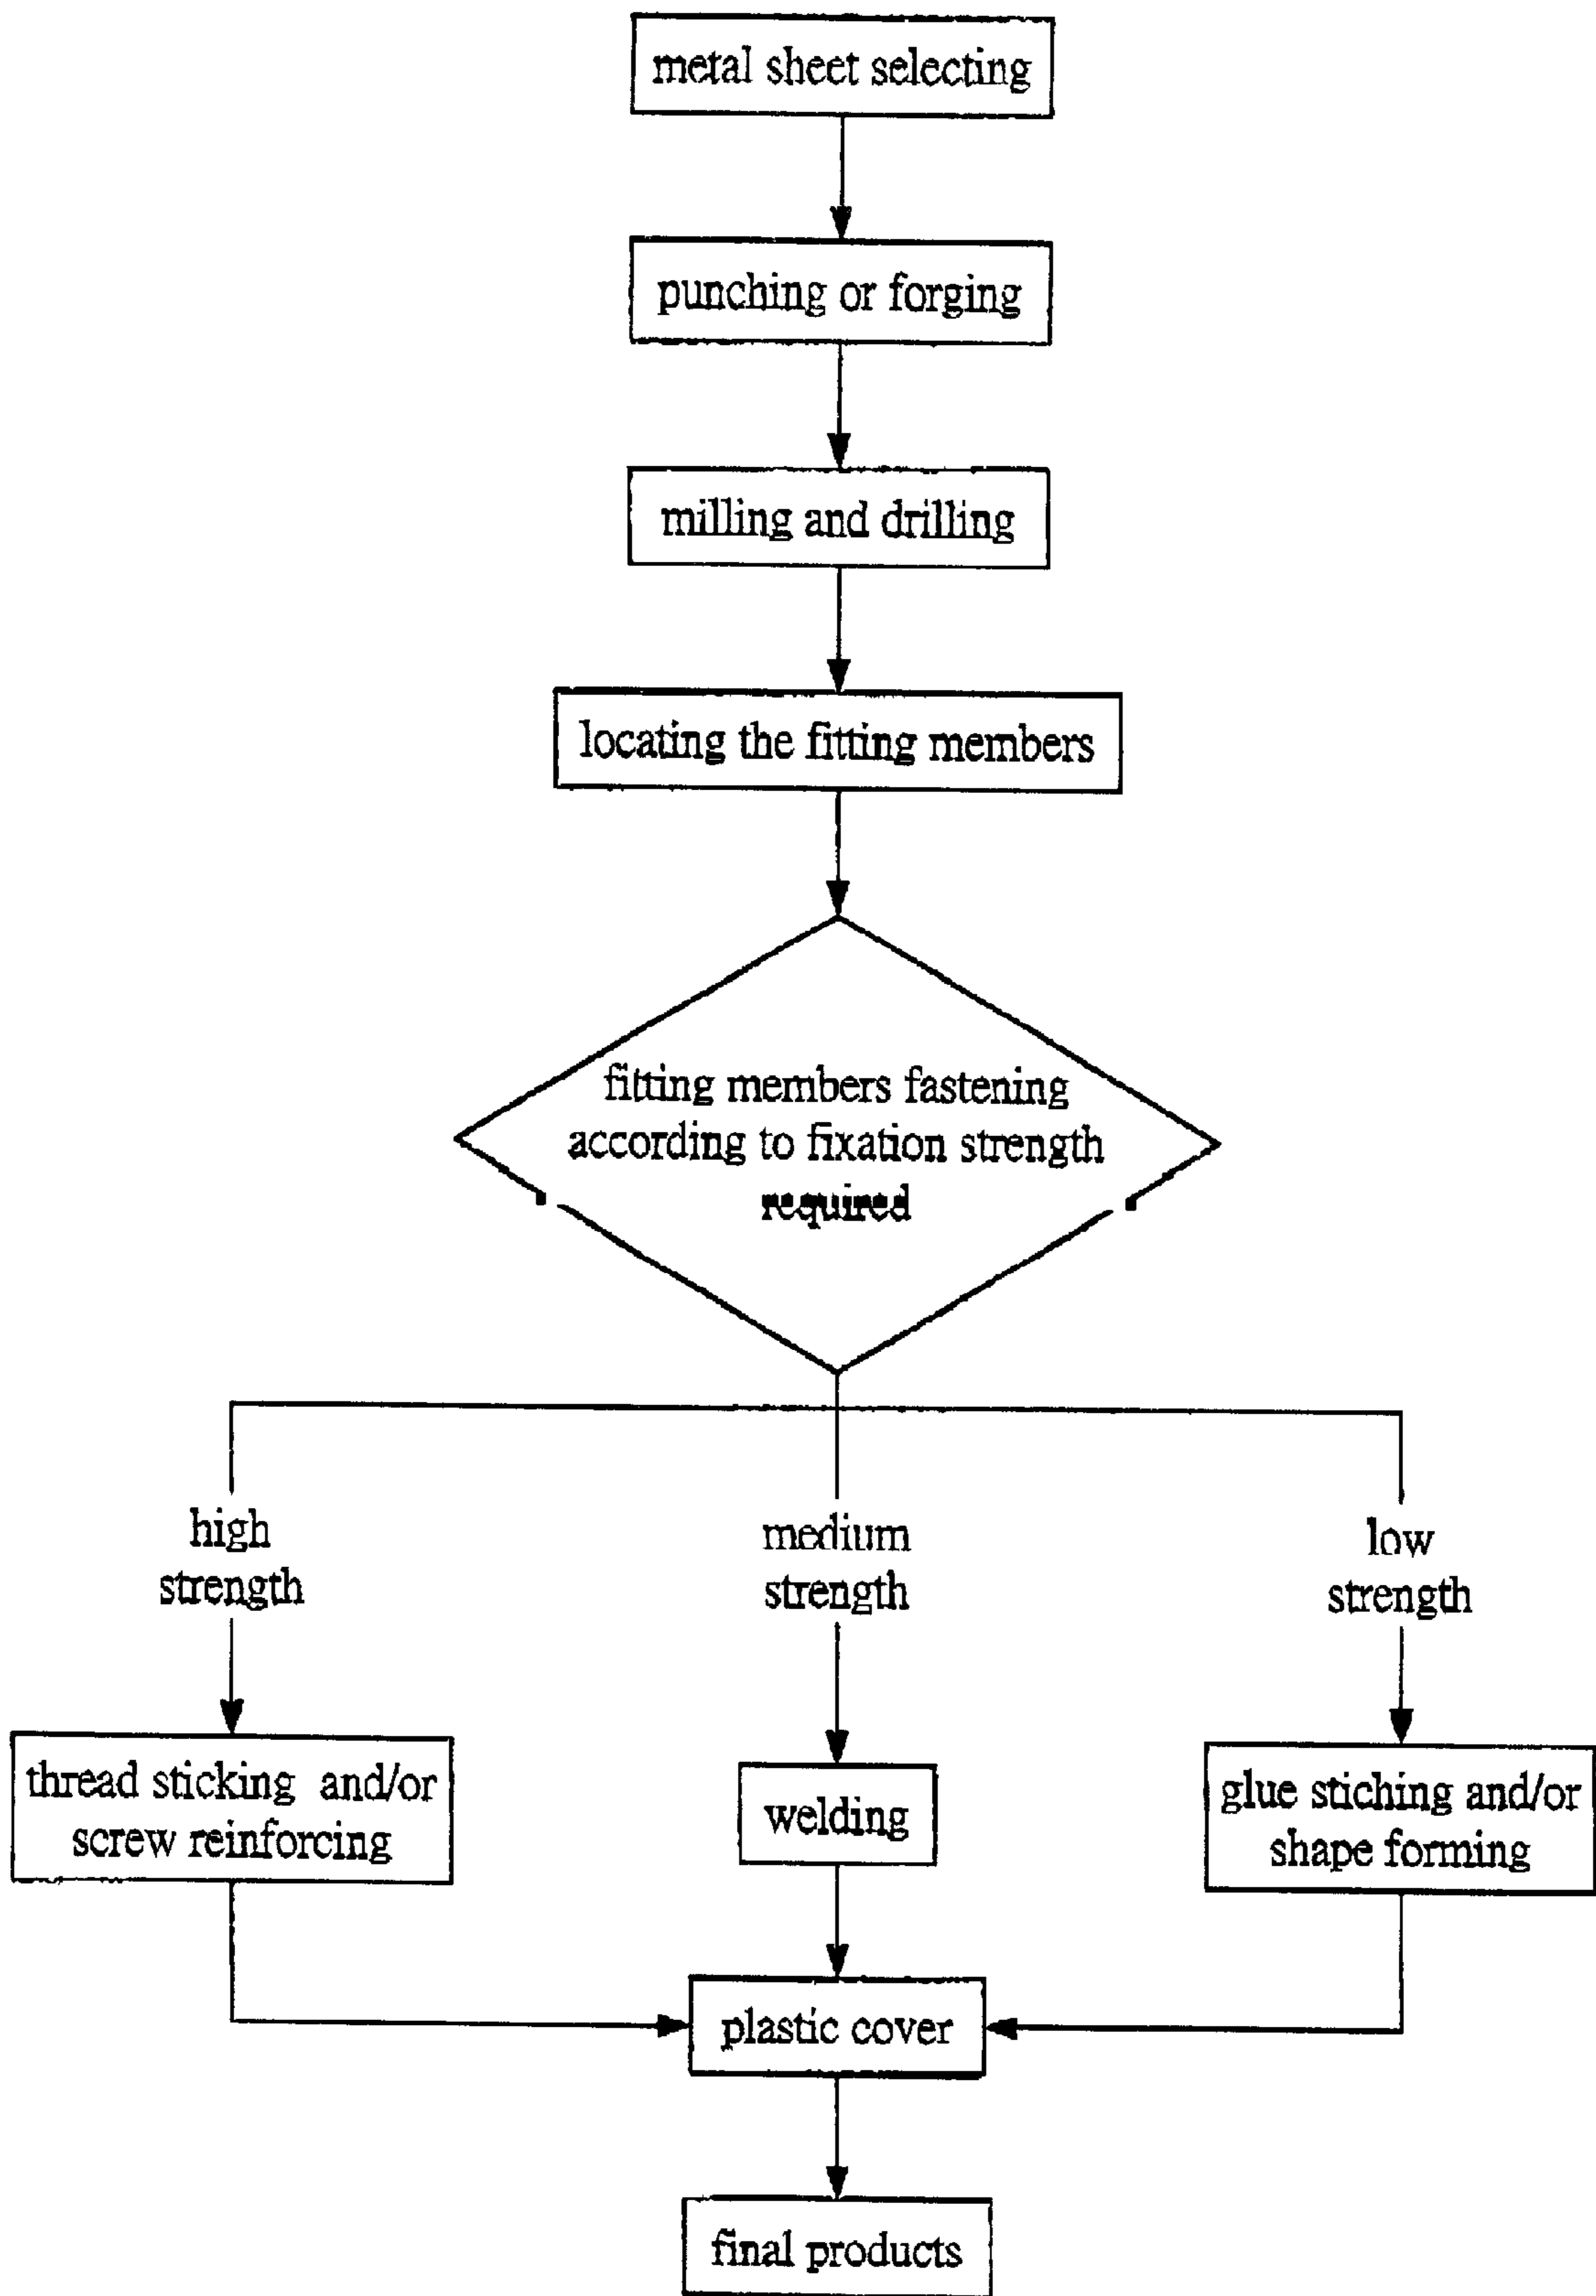 metal sheet selecting
punching or forging
milling and drilling
locating the fitting members
fitting members fastening
according to fixation strength
required
high
strength
medium
strength
low
strength
thread sticking and/or
screw reinforcing
welding
glue stiching and/or
shape forming
plastic cover
final products